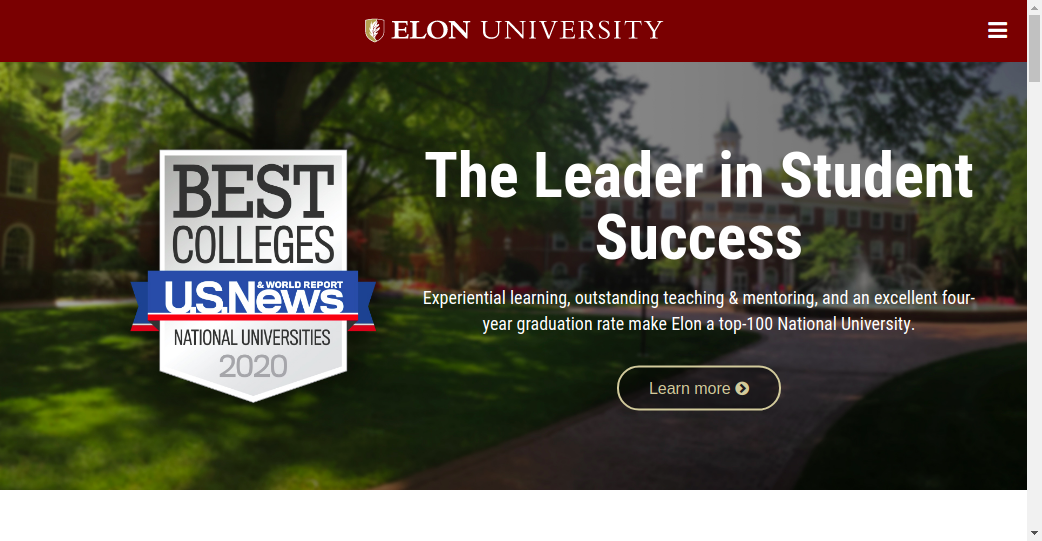 ELON UNIVERSITY
BEST
COLLEGES
U.S.News
& WORLD REPORT
NATIONAL UNIVERSITIES
2020
The Leader in Student
Success
Experiential learning, outstanding teaching & mentoring, and an excellent four-
year graduation rate make Elon a top-100 National University.
Learn more